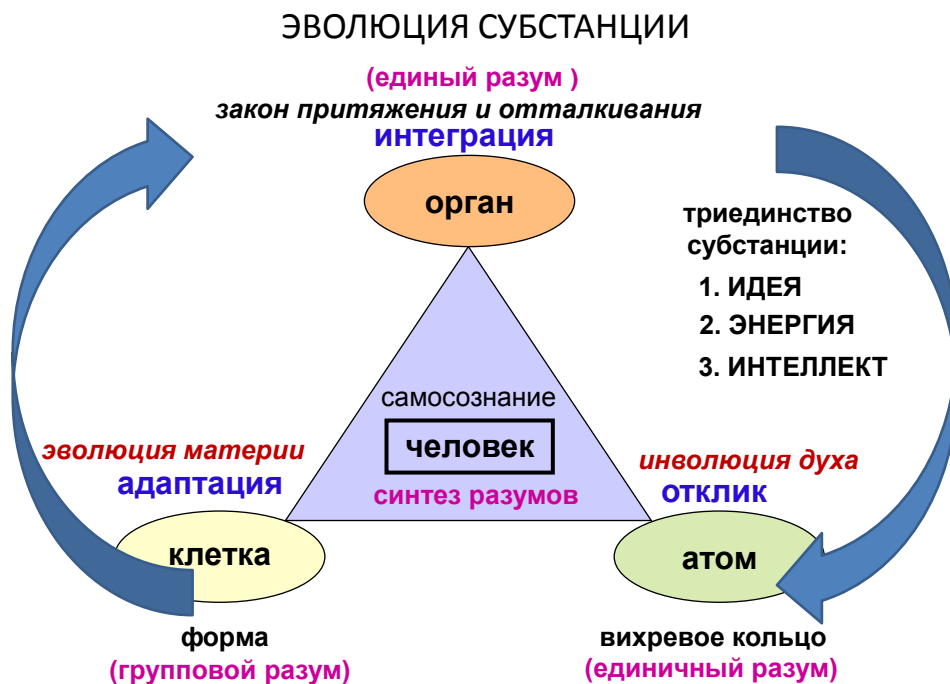 ЭВОЛЮЦИЯ СУБСТАНЦИИ
(единый разум )
закон притяжения и отталкивания
интеграция
орган
триединство
субстанции:
1. ИДЕЯ
2. ЭНЕРГИЯ
3. ИНТЕЛЛЕКТ
самосознание
человек
синтез разумов
эволюция материи
адаптация
клетка
форма
(групповой разум)
инволюция духа
отклик
атом
вихревое кольцо
(единичный разум)